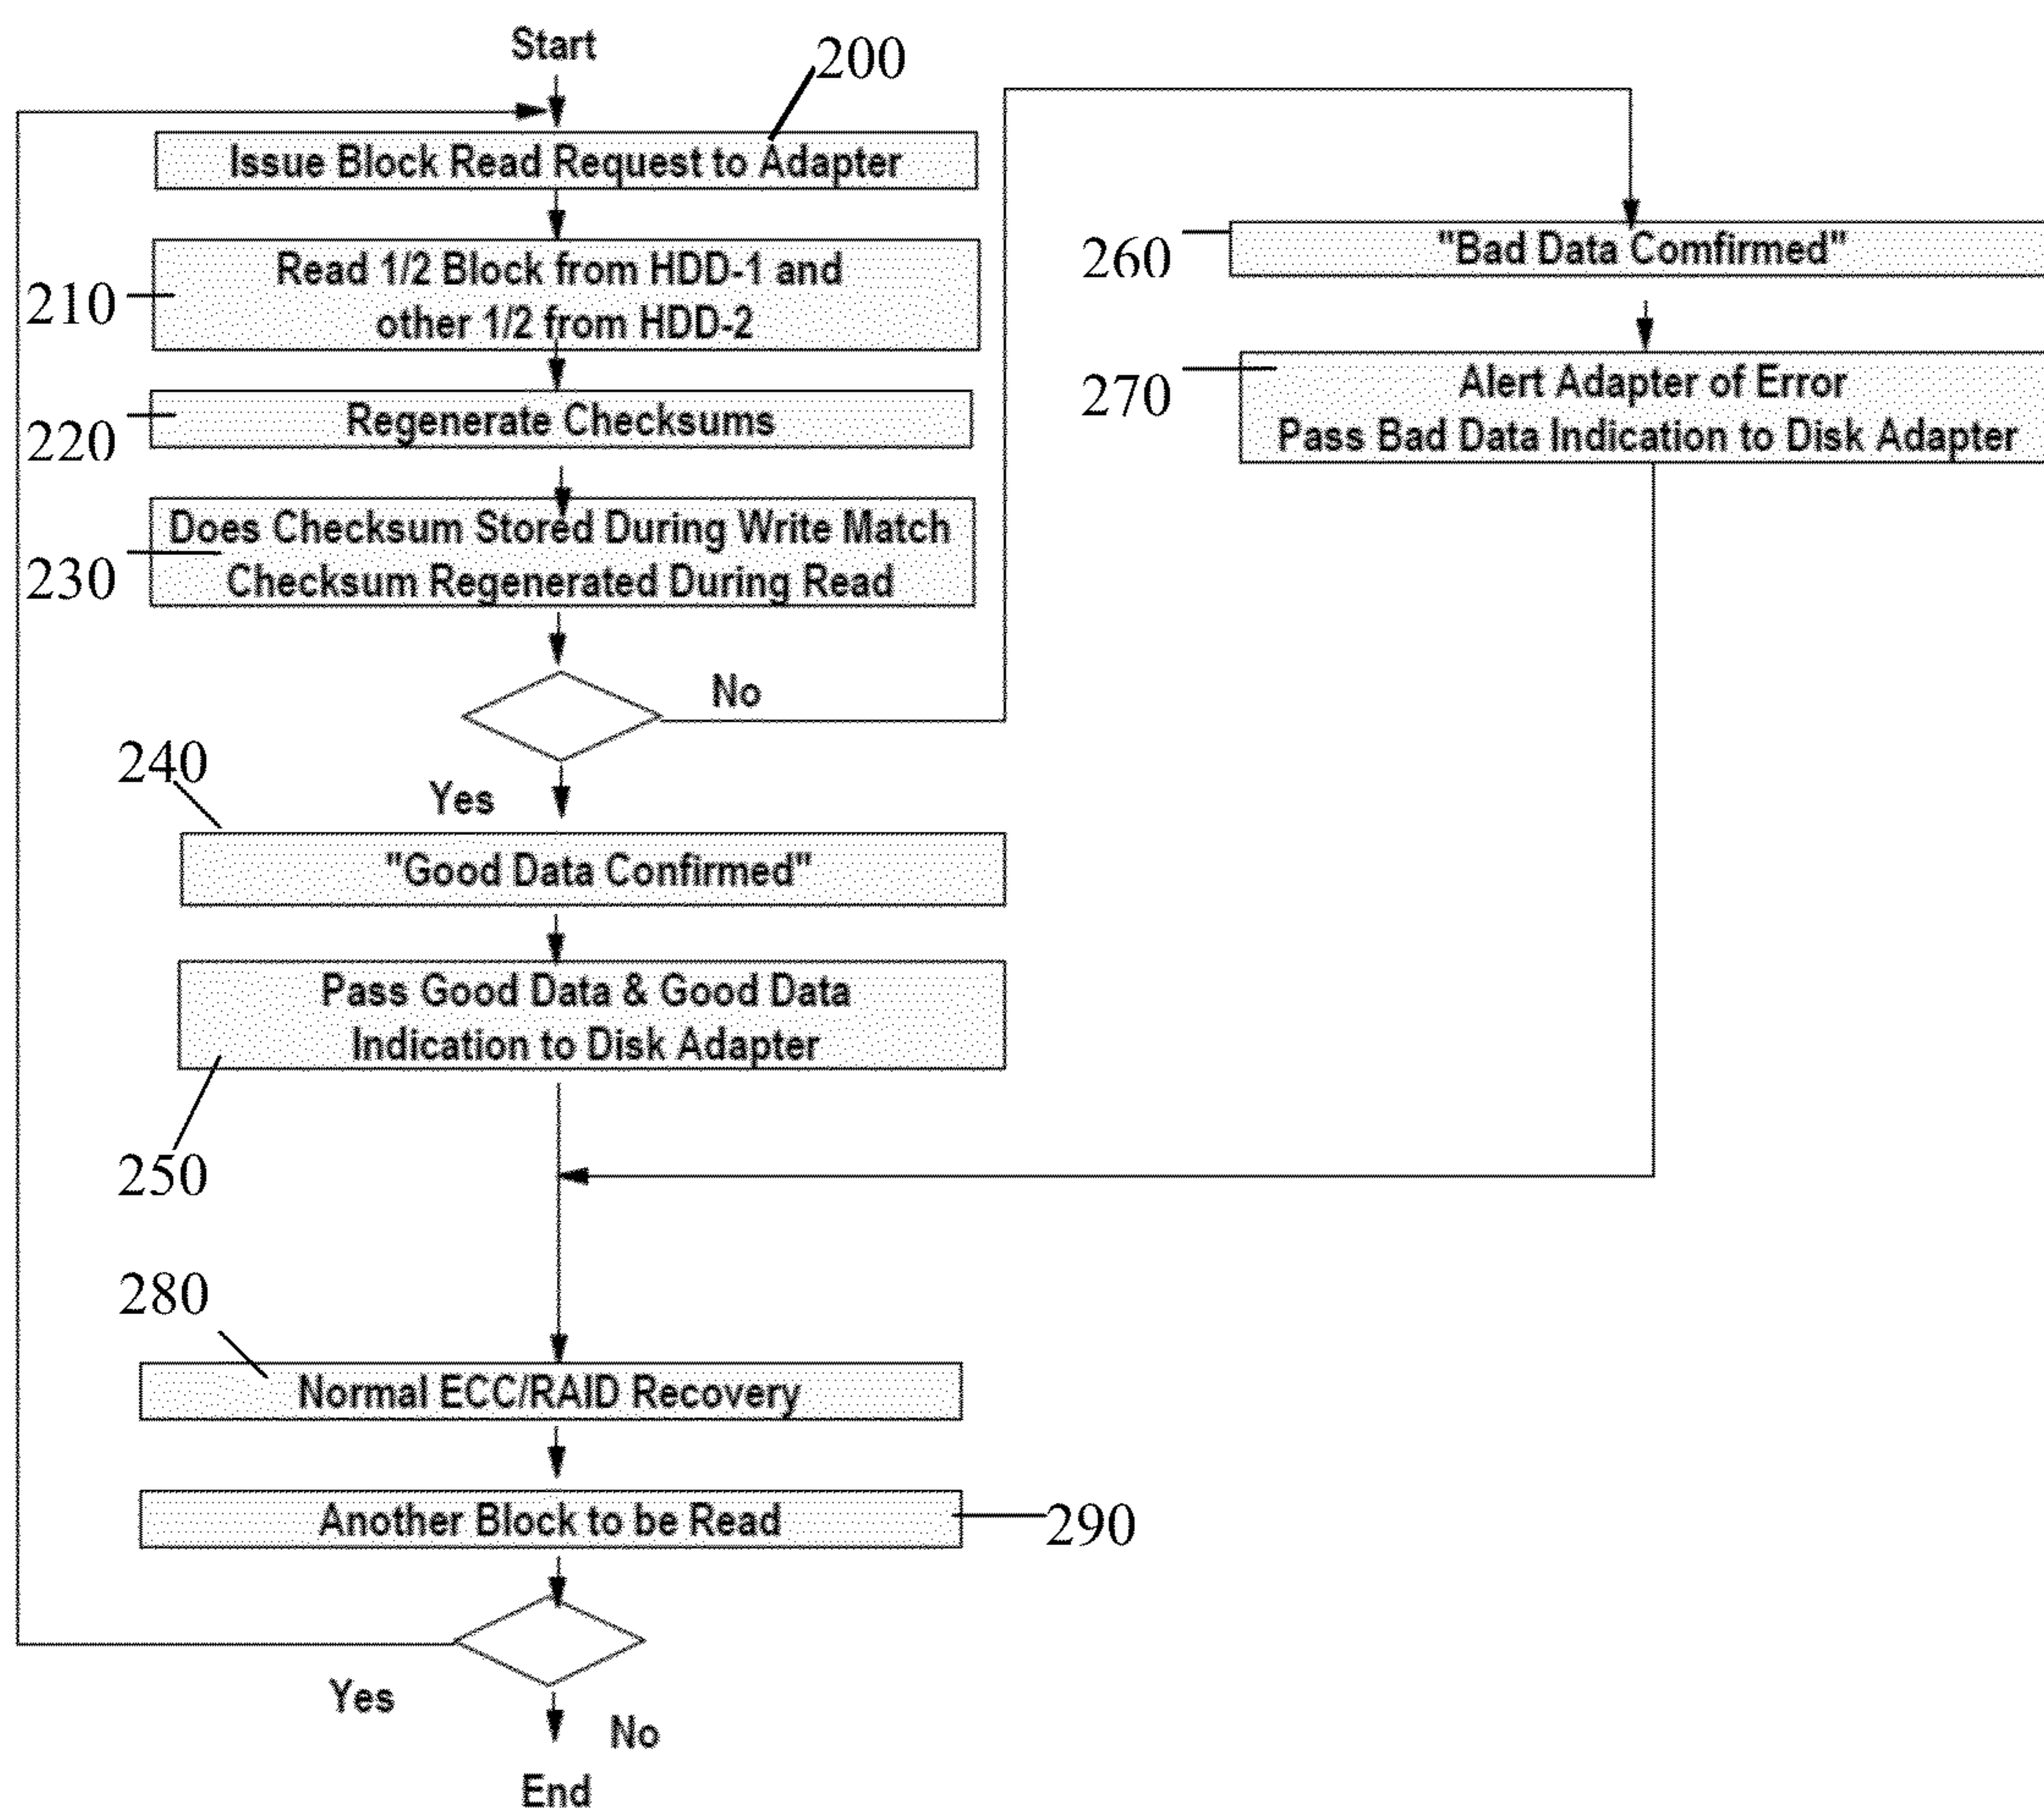 Start
200
Issue Block Read Request to Adapter
210
Read 1/2 Block from HDD-1 and
other 1/2 from HDD-2
220
Regenerate Checksums
230
Does Checksum Stored During Write Match
Checksum Regenerated During Read
No
Yes
240
"Good Data Confirmed"
Pass Good Data & Good Data
Indication to Disk Adapter
250
260
"Bad Data Comfirmed"
270
Alert Adapter of Error
Pass Bad Data Indication to Disk Adapter
280
Normal ECC/RAID Recovery
Another Block to be Read
290
Yes
No
End